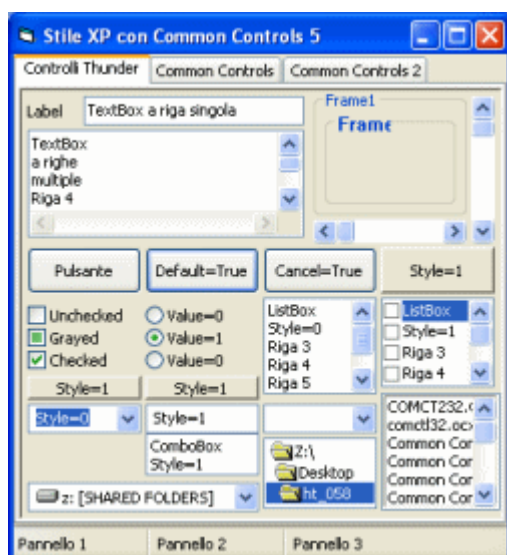 Stile XP con Common Controls 5
Controlli Thunder Common Controls Common Controls 2
Label TextBox a riga singola
TextBox
a righe
multiple
Riga 4
Frame1
Frame
Pulsante Default=True Cancel=True Style=1
Unchecked
Grayed
Checked
Value=0
Value=1
Value=0
ListBox
Style=0
Riga 3
Riga 4
Riga 5
ListBox
Style=1
Riga 3
Riga 4
Style=1 Style=1
Style=0
Style=1
ComboBox
Style=1
z: [SHARED FOLDERS]
Z:\
Desktop
ht_058
COMCT232.
comctl32.ocx
Common Cor
Common Cor
Common Cor
Common Cor
Pannello 1 Pannello 2 Pannello 3